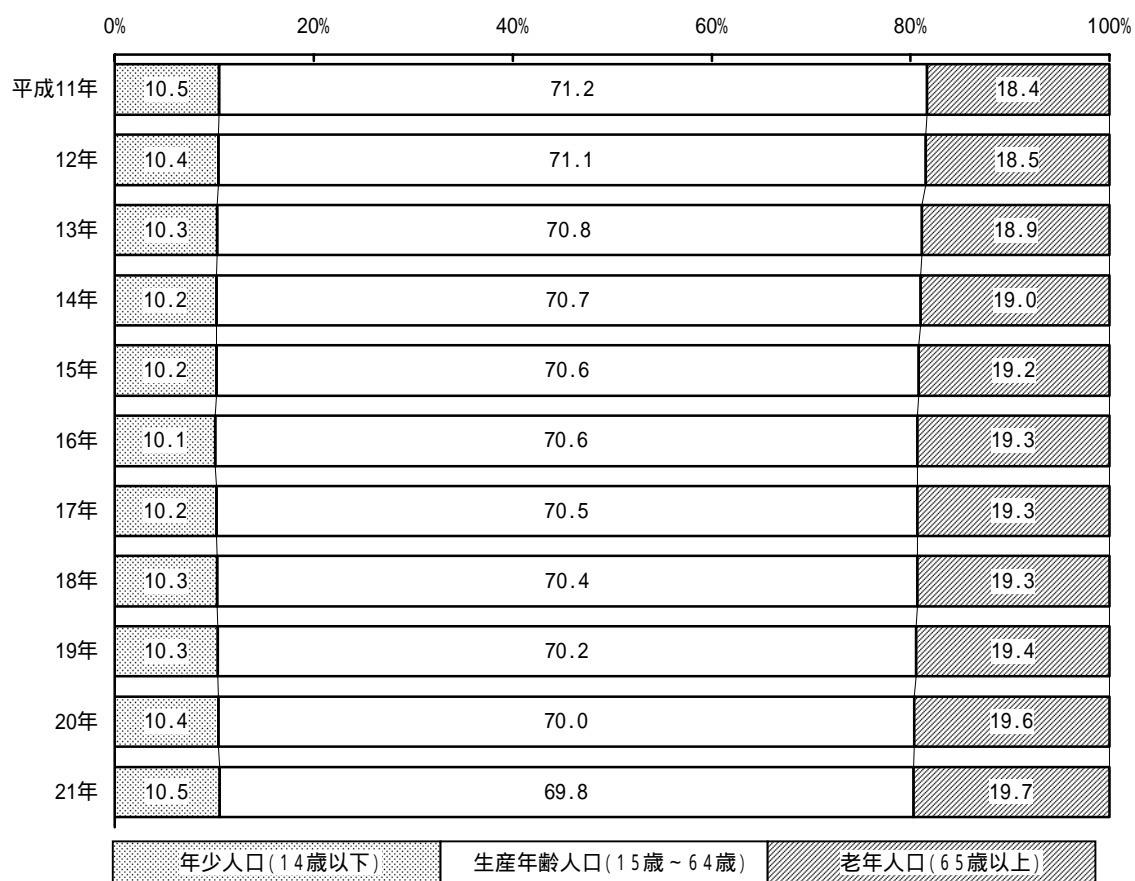 0% 20% 40% 60% 80% 100%
平成11年 10.5 71.2 18.4
12年 10.4 71.1 18.5
13年 10.3 70.8 18.9
14年 10.2 70.7 19.0
15年 10.2 70.6 19.2
16年 10.1 70.6 19.3
17年 10.2 70.5 19.3
18年 10.3 70.4 19.3
19年 10.3 70.2 19.4
20年 10.4 70.0 19.6
21年 10.5 69.8 19.7
年少人口(14歳以下) 生産年齢人口(15歳~64歳) 老年人口(65歳以上)